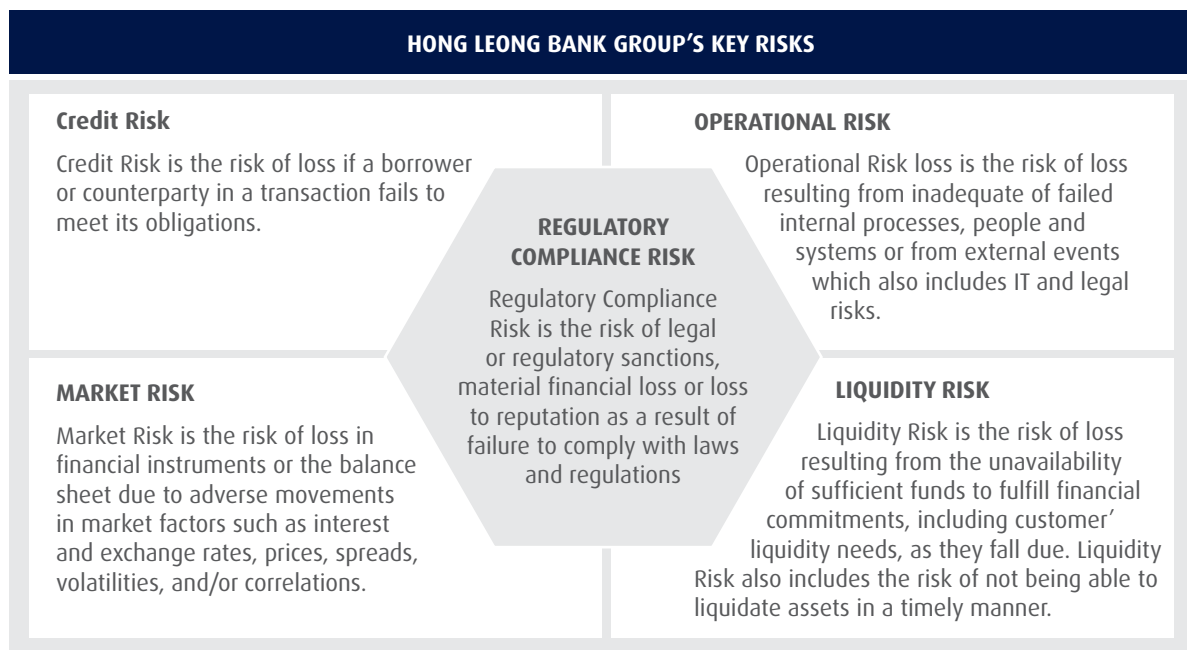 HONG LEONG BANK GROUP’S KEY RISKS
Credit Risk
Credit Risk is the risk of loss if a borrower
or counterparty in a transaction fails to
meet its obligations.
OPERATIONAL RISK
Operational Risk loss is the risk of loss
resulting from inadequate of failed
internal processes, people and
systems or from external events
which also includes IT and legal
risks.
REGULATORY
COMPLIANCE RISK
Regulatory Compliance
Risk is the risk of legal
or regulatory sanctions,
material financial loss or loss
to reputation as a result of
failure to comply with laws
and regulations
MARKET RISK
Market Risk is the risk of loss in
financial instruments or the balance
sheet due to adverse movements
in market factors such as interest
and exchange rates, prices, spreads,
volatilities, and/or correlations.
LIQUIDITY RISK
Liquidity Risk is the risk of loss
resulting from the unavailability
of sufficient funds to fulfill financial
commitments, including customer’
liquidity needs, as they fall due. Liquidity
Risk also includes the risk of not being able to
liquidate assets in a timely manner.